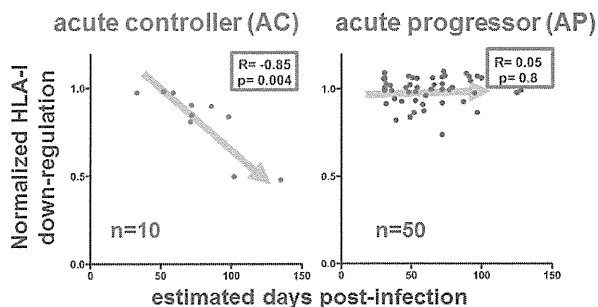 acute controller (AC)
acute progressor (AP)
Normalized HLA-I
down-regulation
1.0
0.5
0.0
R= -0.85
p= 0.004
n=10
0
50
100
150
1.0
0.5
0.0
R= 0.05
p= 0.8
n=50
0
50
100
150
estimated days post-infection